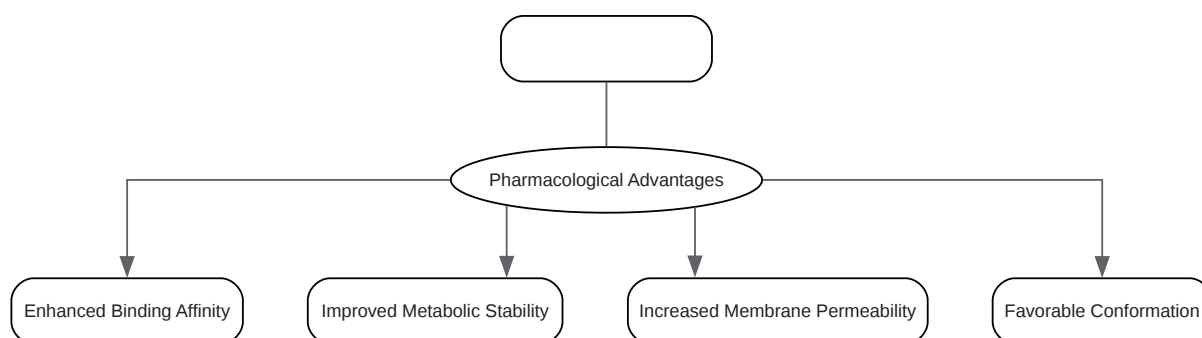 Pharmacological Advantages
Enhanced Binding Affinity
Improved Metabolic Stability
Increased Membrane Permeability
Favorable Conformation